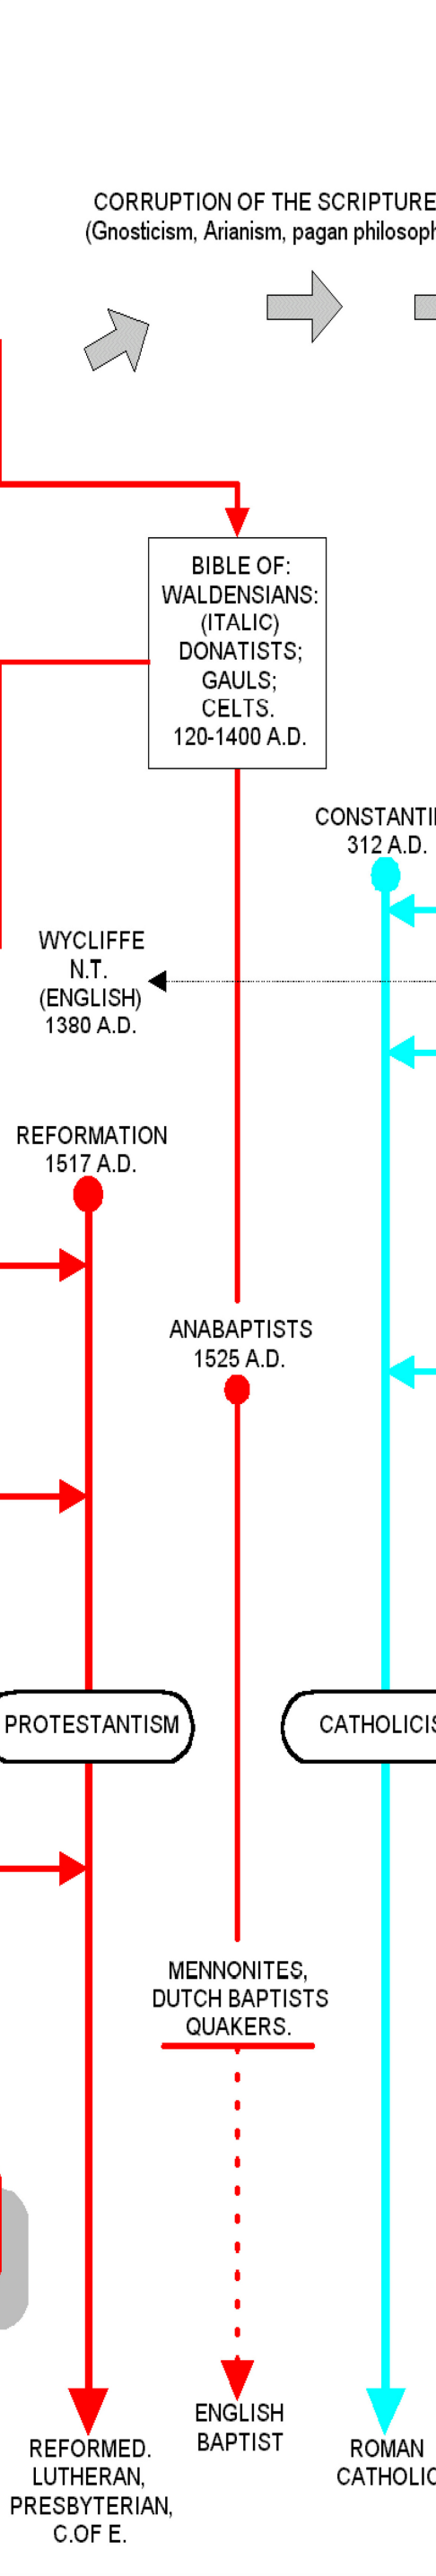 CORRUPTION OF THE SCRIPTURE
(Gnosticism, Arianism, pagan philosoph
BIBLE OF:
WALDENSIANS:
(ITALIC)
DONATISTS;
GAULS;
CELTS.
120-1400 A.D.
CONSTANTI
312 A.D.
WYCLIFFE
N.T.
(ENGLISH)
1380 A.D.
REFORMATION
1517 A.D.
ANABAPTISTS
1525 A.D.
PROTESTANTISM
CATHOLICIS
MENNONITES,
DUTCH BAPTISTS
QUAKERS.
ENGLISH
BAPTIST
REFORMED.
LUTHERAN,
PRESBYTERIAN,
C.OF E.
ROMAN
CATHOLIC